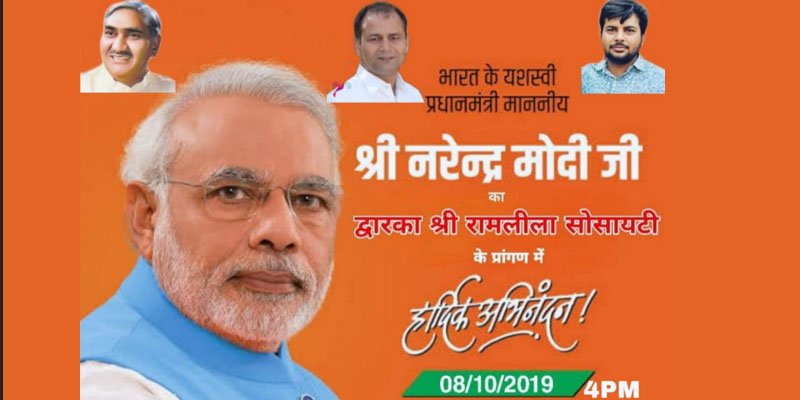 भारत के यशस्वी
प्रधानमंत्री माननीय
श्री नरेन्द्र मोदी जी
का
द्वारका श्री रामलीला सोसायटी
के प्रांगण में
हार्दिक अभिनंदन!
08/10/2019 4PM